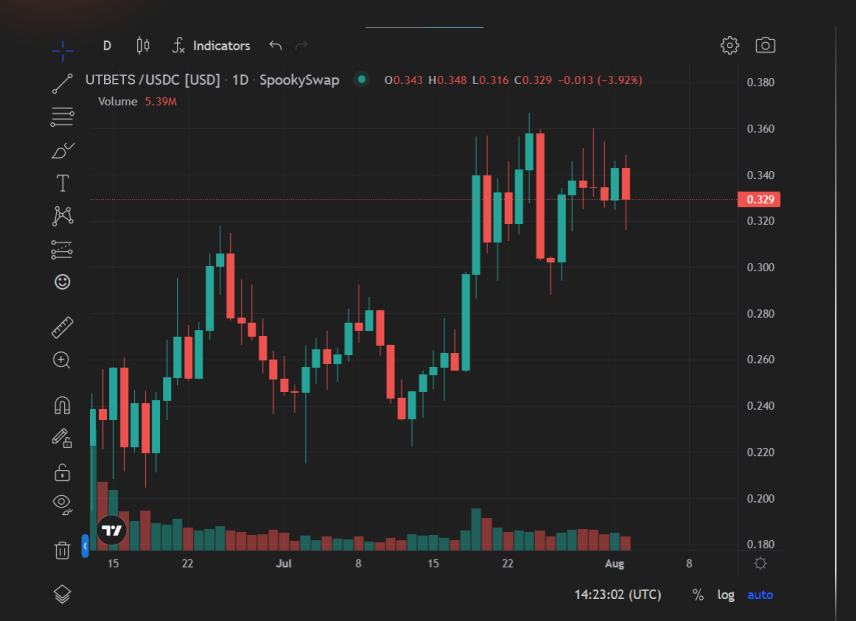 D Indicators
UTBETS /USDC [USD] · 1D · SpookySwap O0.343 H0.348 L0.316 C0.329 −0.013 (−3.92%)
Volume 5.39M
0.380
0.360
0.340
0.329
0.320
0.300
0.280
0.260
0.240
0.220
0.200
0.180
15 22 Jul 8 15 22 Aug 8
14:23:02 (UTC) % log auto